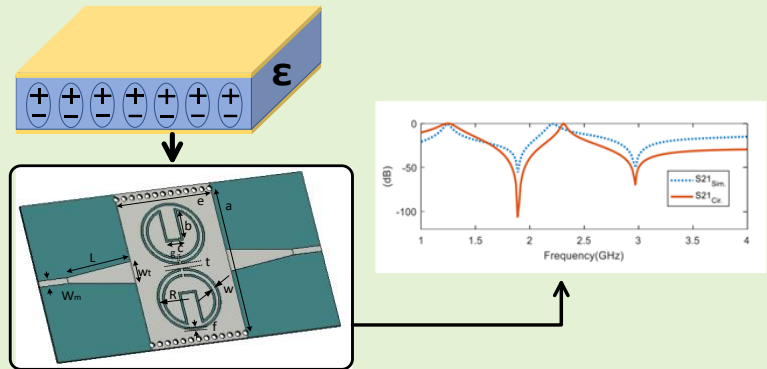 ε
+ + + + + + +
− − − − − − −
e
a
b
c
g
L
Wt
t
R
w
Wm
f
0
-50
-100
(dB)
S21Sim.
S21Cir.
1 1.5 2 2.5 3 3.5 4
Frequency(GHz)